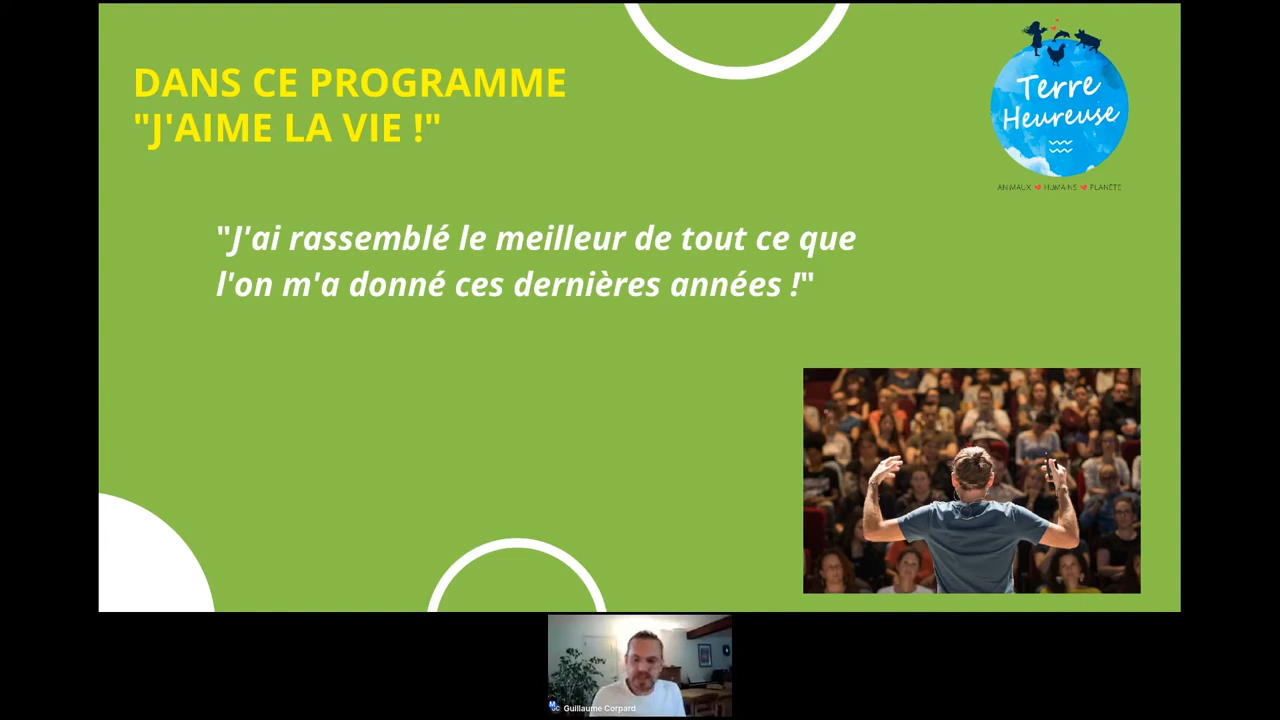 DANS CE PROGRAMME
"J'AIME LA VIE !"
Terre
Heureuse
ANIMAUX HUMAINS PLANÈTE
"J'ai rassemblé le meilleur de tout ce que
l'on m'a donné ces dernières années !"
Guillaume Corpard